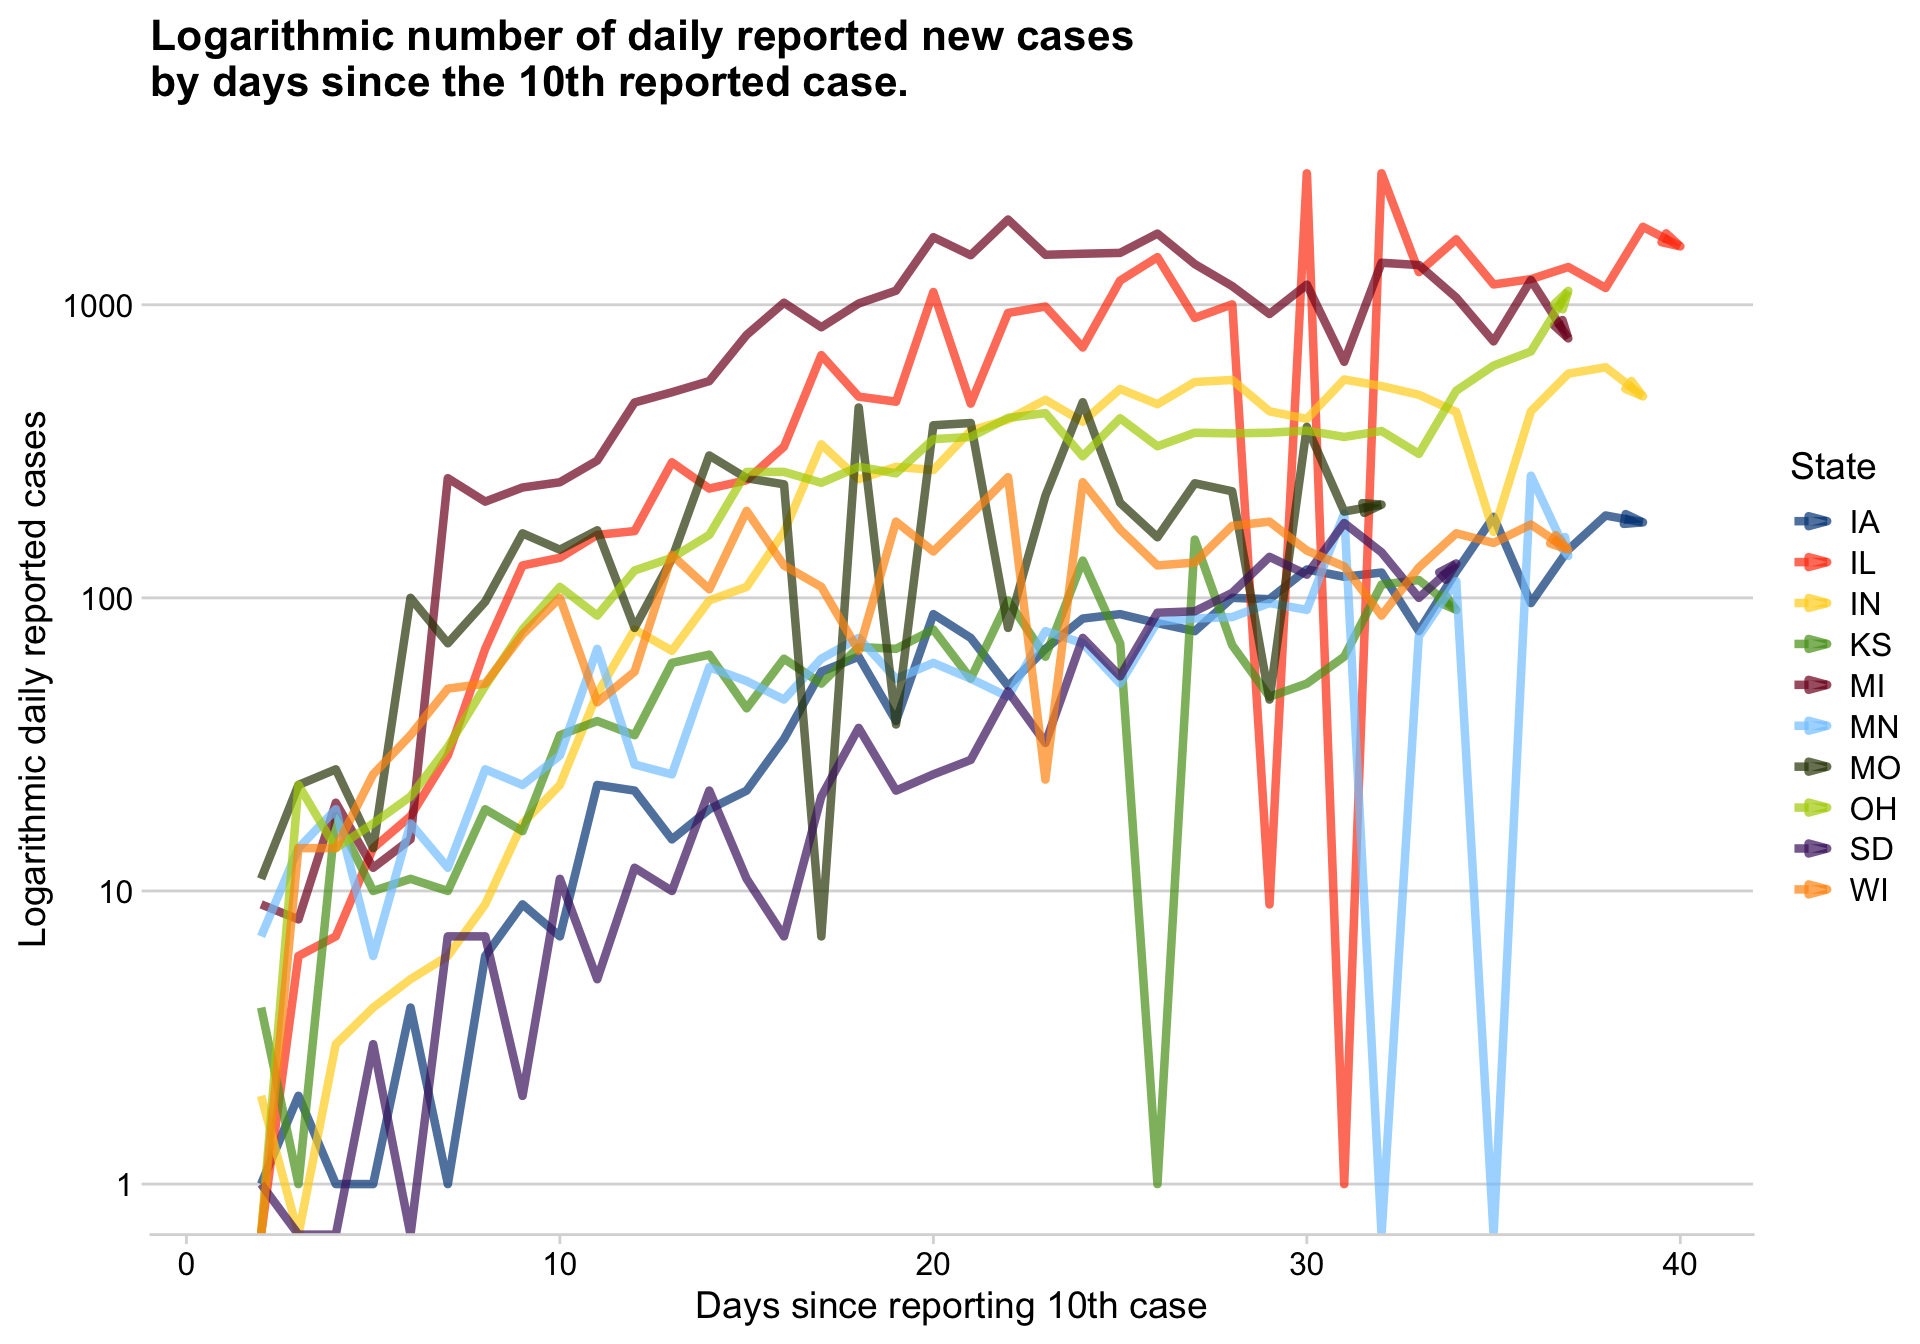 Logarithmic number of daily reported new cases
by days since the 10th reported case.
Logarithmic daily reported cases
1000
100
10
1
0 10 20 30 40
Days since reporting 10th case
State
IA
IL
IN
KS
MI
MN
MO
OH
SD
WI